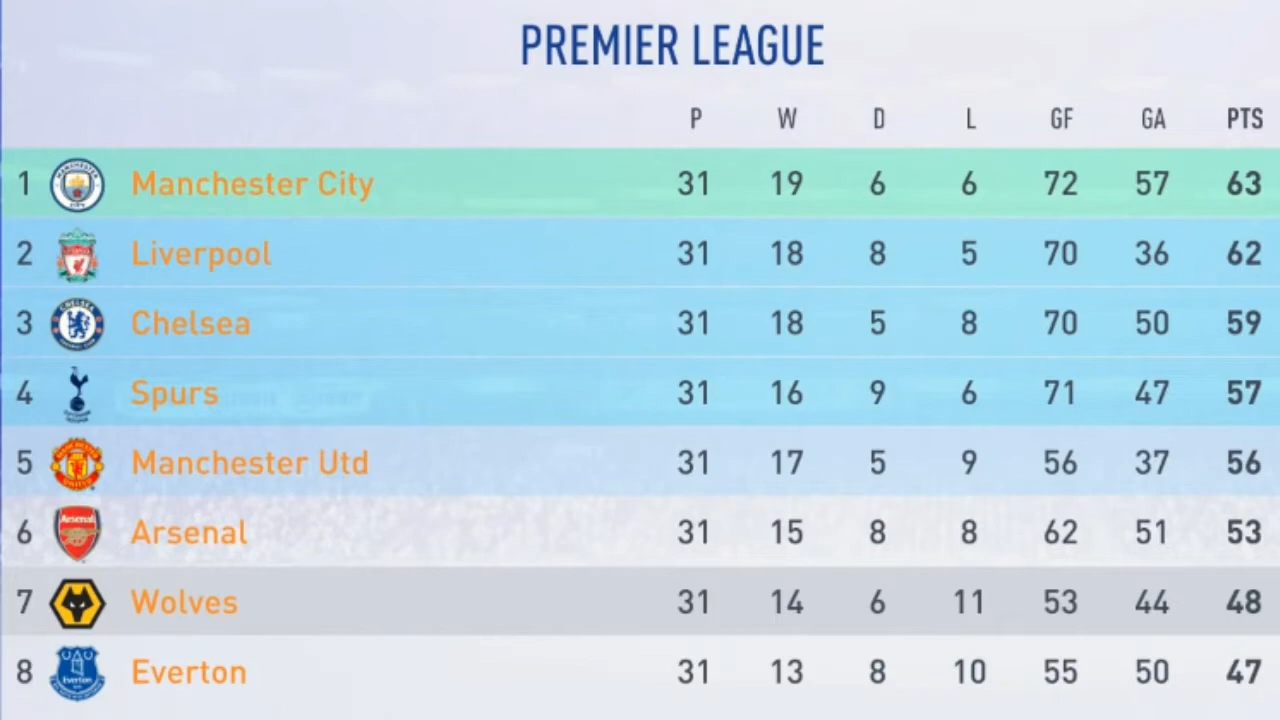 PREMIER LEAGUE
P W D L GF GA PTS
1 Manchester City 31 19 6 6 72 57 63
2 Liverpool 31 18 8 5 70 36 62
3 Chelsea 31 18 5 8 70 50 59
4 Spurs 31 16 9 6 71 47 57
5 Manchester Utd 31 17 5 9 56 37 56
6 Arsenal 31 15 8 8 62 51 53
7 Wolves 31 14 6 11 53 44 48
8 Everton 31 13 8 10 55 50 47